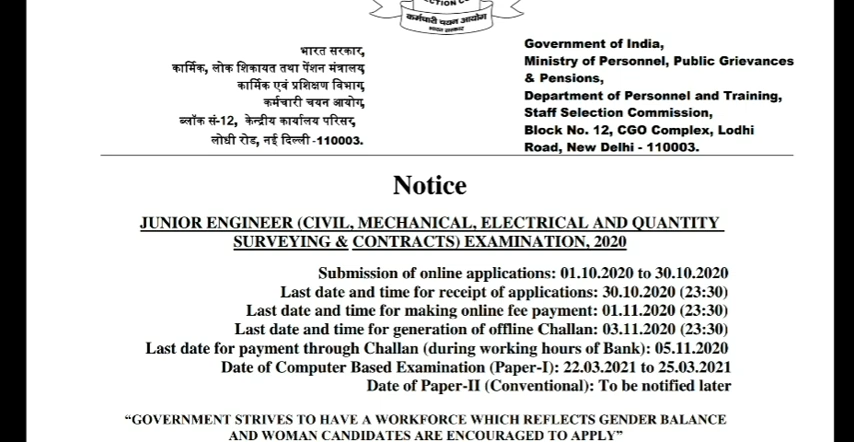 कर्मचारी चयन आयोग
भारत सरकार,
कार्मिक, लोक शिकायत तथा पेंशन मंत्रालय,
कार्मिक एवं प्रशिक्षण विभाग,
कर्मचारी चयन आयोग,
ब्लॉक सं-12, केन्द्रीय कार्यालय परिसर,
लोधी रोड, नई दिल्ली -110003.
Government of India,
Ministry of Personnel, Public Grievances
& Pensions,
Department of Personnel and Training,
Staff Selection Commission,
Block No. 12, CGO Complex, Lodhi
Road, New Delhi - 110003.
Notice
JUNIOR ENGINEER (CIVIL, MECHANICAL, ELECTRICAL AND QUANTITY
SURVEYING & CONTRACTS) EXAMINATION, 2020
Submission of online applications: 01.10.2020 to 30.10.2020
Last date and time for receipt of applications: 30.10.2020 (23:30)
Last date and time for making online fee payment: 01.11.2020 (23:30)
Last date and time for generation of offline Challan: 03.11.2020 (23:30)
Last date for payment through Challan (during working hours of Bank): 05.11.2020
Date of Computer Based Examination (Paper-I): 22.03.2021 to 25.03.2021
Date of Paper-II (Conventional): To be notified later
“GOVERNMENT STRIVES TO HAVE A WORKFORCE WHICH REFLECTS GENDER BALANCE
AND WOMAN CANDIDATES ARE ENCOURAGED TO APPLY”